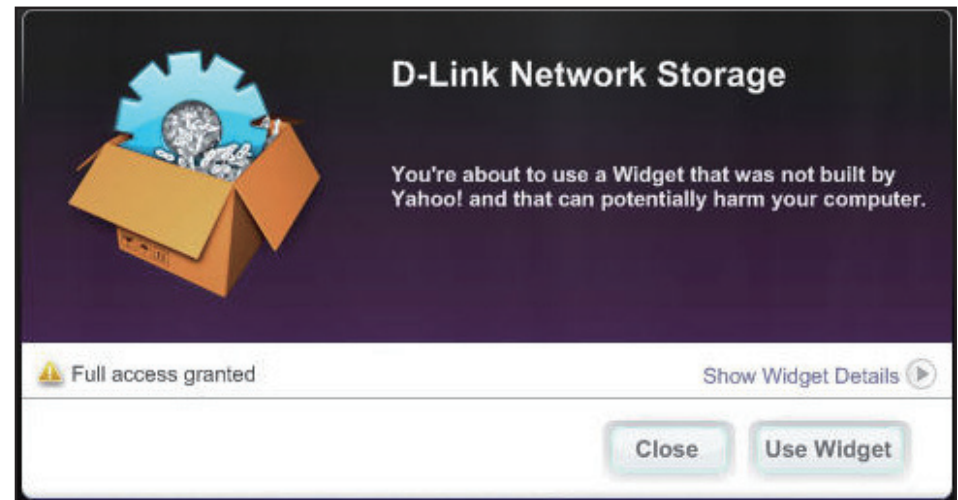 D-Link Network Storage
You're about to use a Widget that was not built by
Yahoo! and that can potentially harm your computer.
Full access granted
Show Widget Details
Close
Use Widget